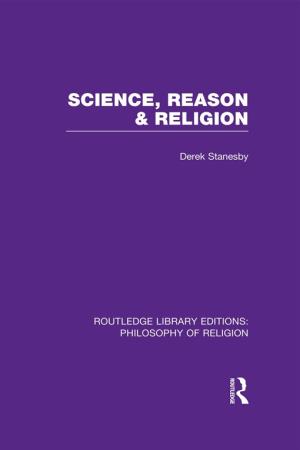 SCIENCE, REASON
& RELIGION
Derek Stanesby
ROUTLEDGE LIBRARY EDITIONS:
PHILOSOPHY OF RELIGION
ROUTLEDGE